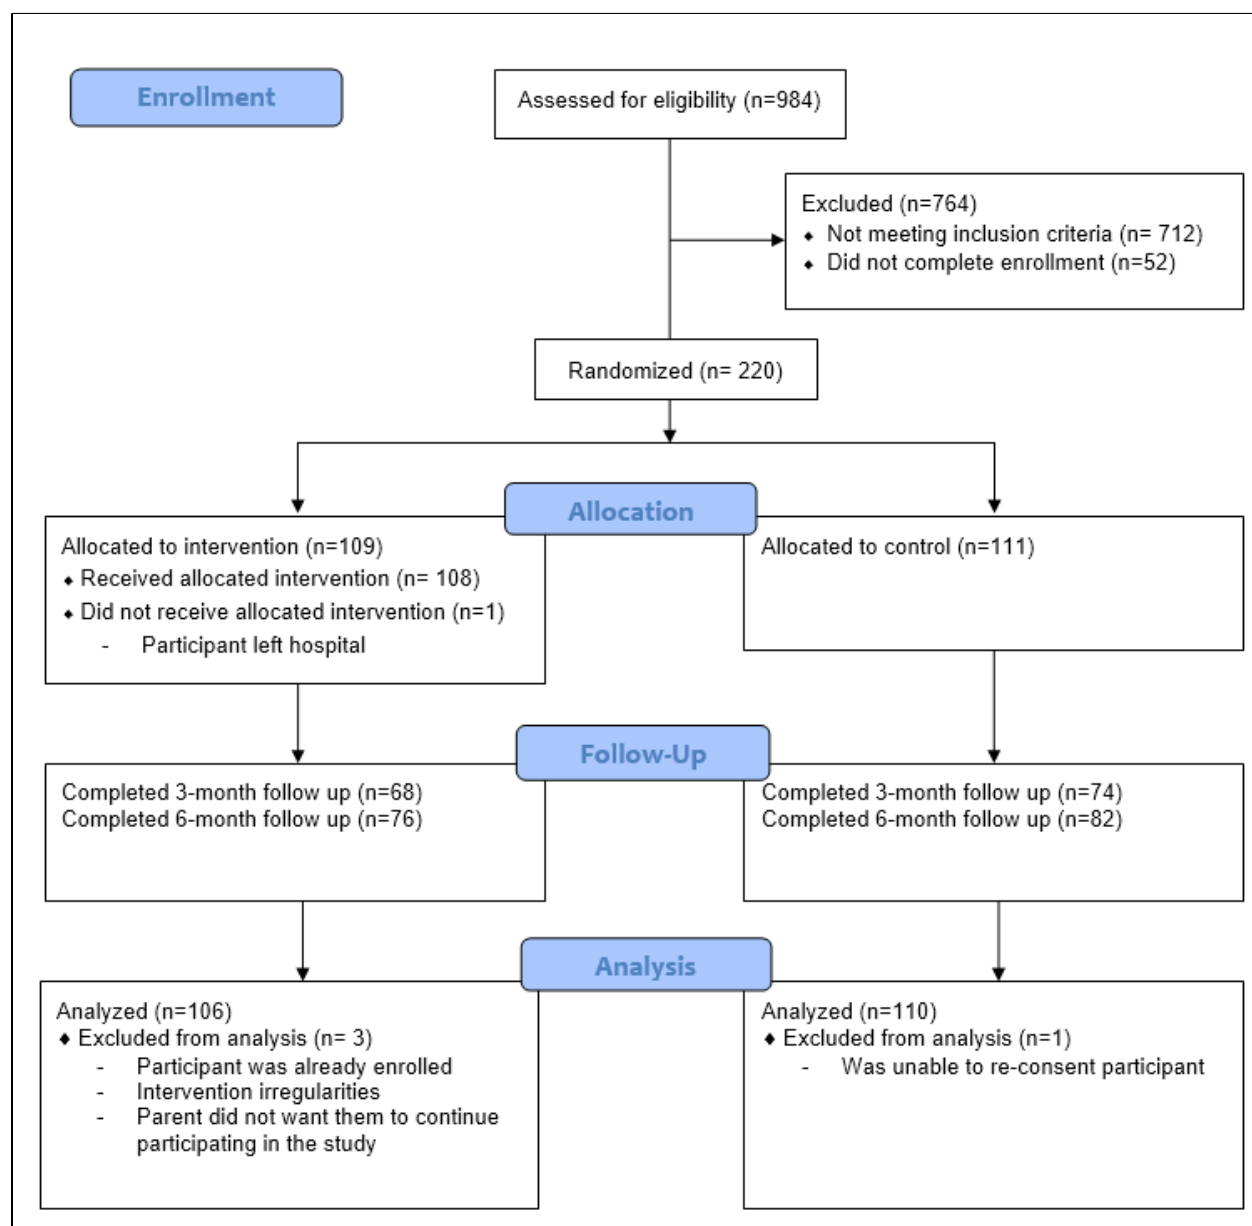 Enrollment
Assessed for eligibility (n=984)
Excluded (n=764)
⬥ Not meeting inclusion criteria (n= 712)
⬥ Did not complete enrollment (n=52)
Randomized (n= 220)
Allocation
Allocated to intervention (n=109)
⬥ Received allocated intervention (n= 108)
⬥ Did not receive allocated intervention (n=1)
- Participant left hospital
Allocated to control (n=111)
Follow-Up
Completed 3-month follow up (n=68)
Completed 6-month follow up (n=76)
Completed 3-month follow up (n=74)
Completed 6-month follow up (n=82)
Analysis
Analyzed (n=106)
⬥ Excluded from analysis (n= 3)
- Participant was already enrolled
- Intervention irregularities
- Parent did not want them to continue
participating in the study
Analyzed (n=110)
⬥ Excluded from analysis (n=1)
- Was unable to re-consent participant